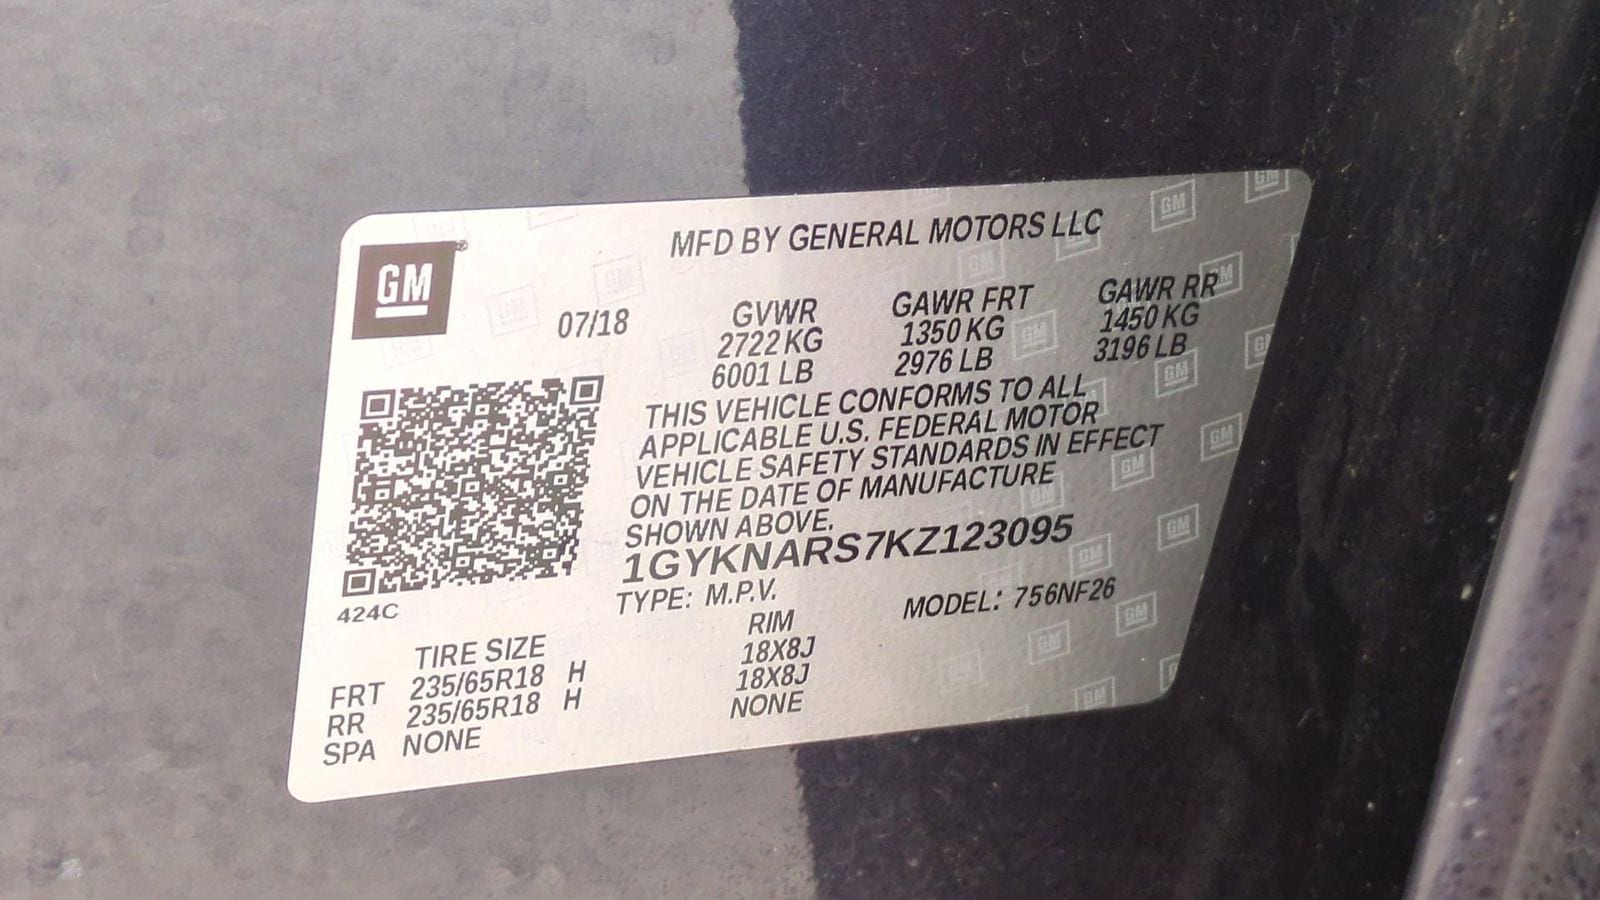 MFD BY GENERAL MOTORS LLC
GM
07/18
GVWR GAWR FRT GAWR RR
2722 KG 1350 KG 1450 KG
6001 LB 2976 LB 3196 LB
THIS VEHICLE CONFORMS TO ALL
APPLICABLE U.S. FEDERAL MOTOR
VEHICLE SAFETY STANDARDS IN EFFECT
ON THE DATE OF MANUFACTURE
SHOWN ABOVE.
1GYKNARS7KZ123095
TYPE: M.P.V. MODEL: 756NF26
424C
TIRE SIZE RIM
FRT 235/65R18 H 18X8J
RR 235/65R18 H 18X8J
SPA NONE NONE